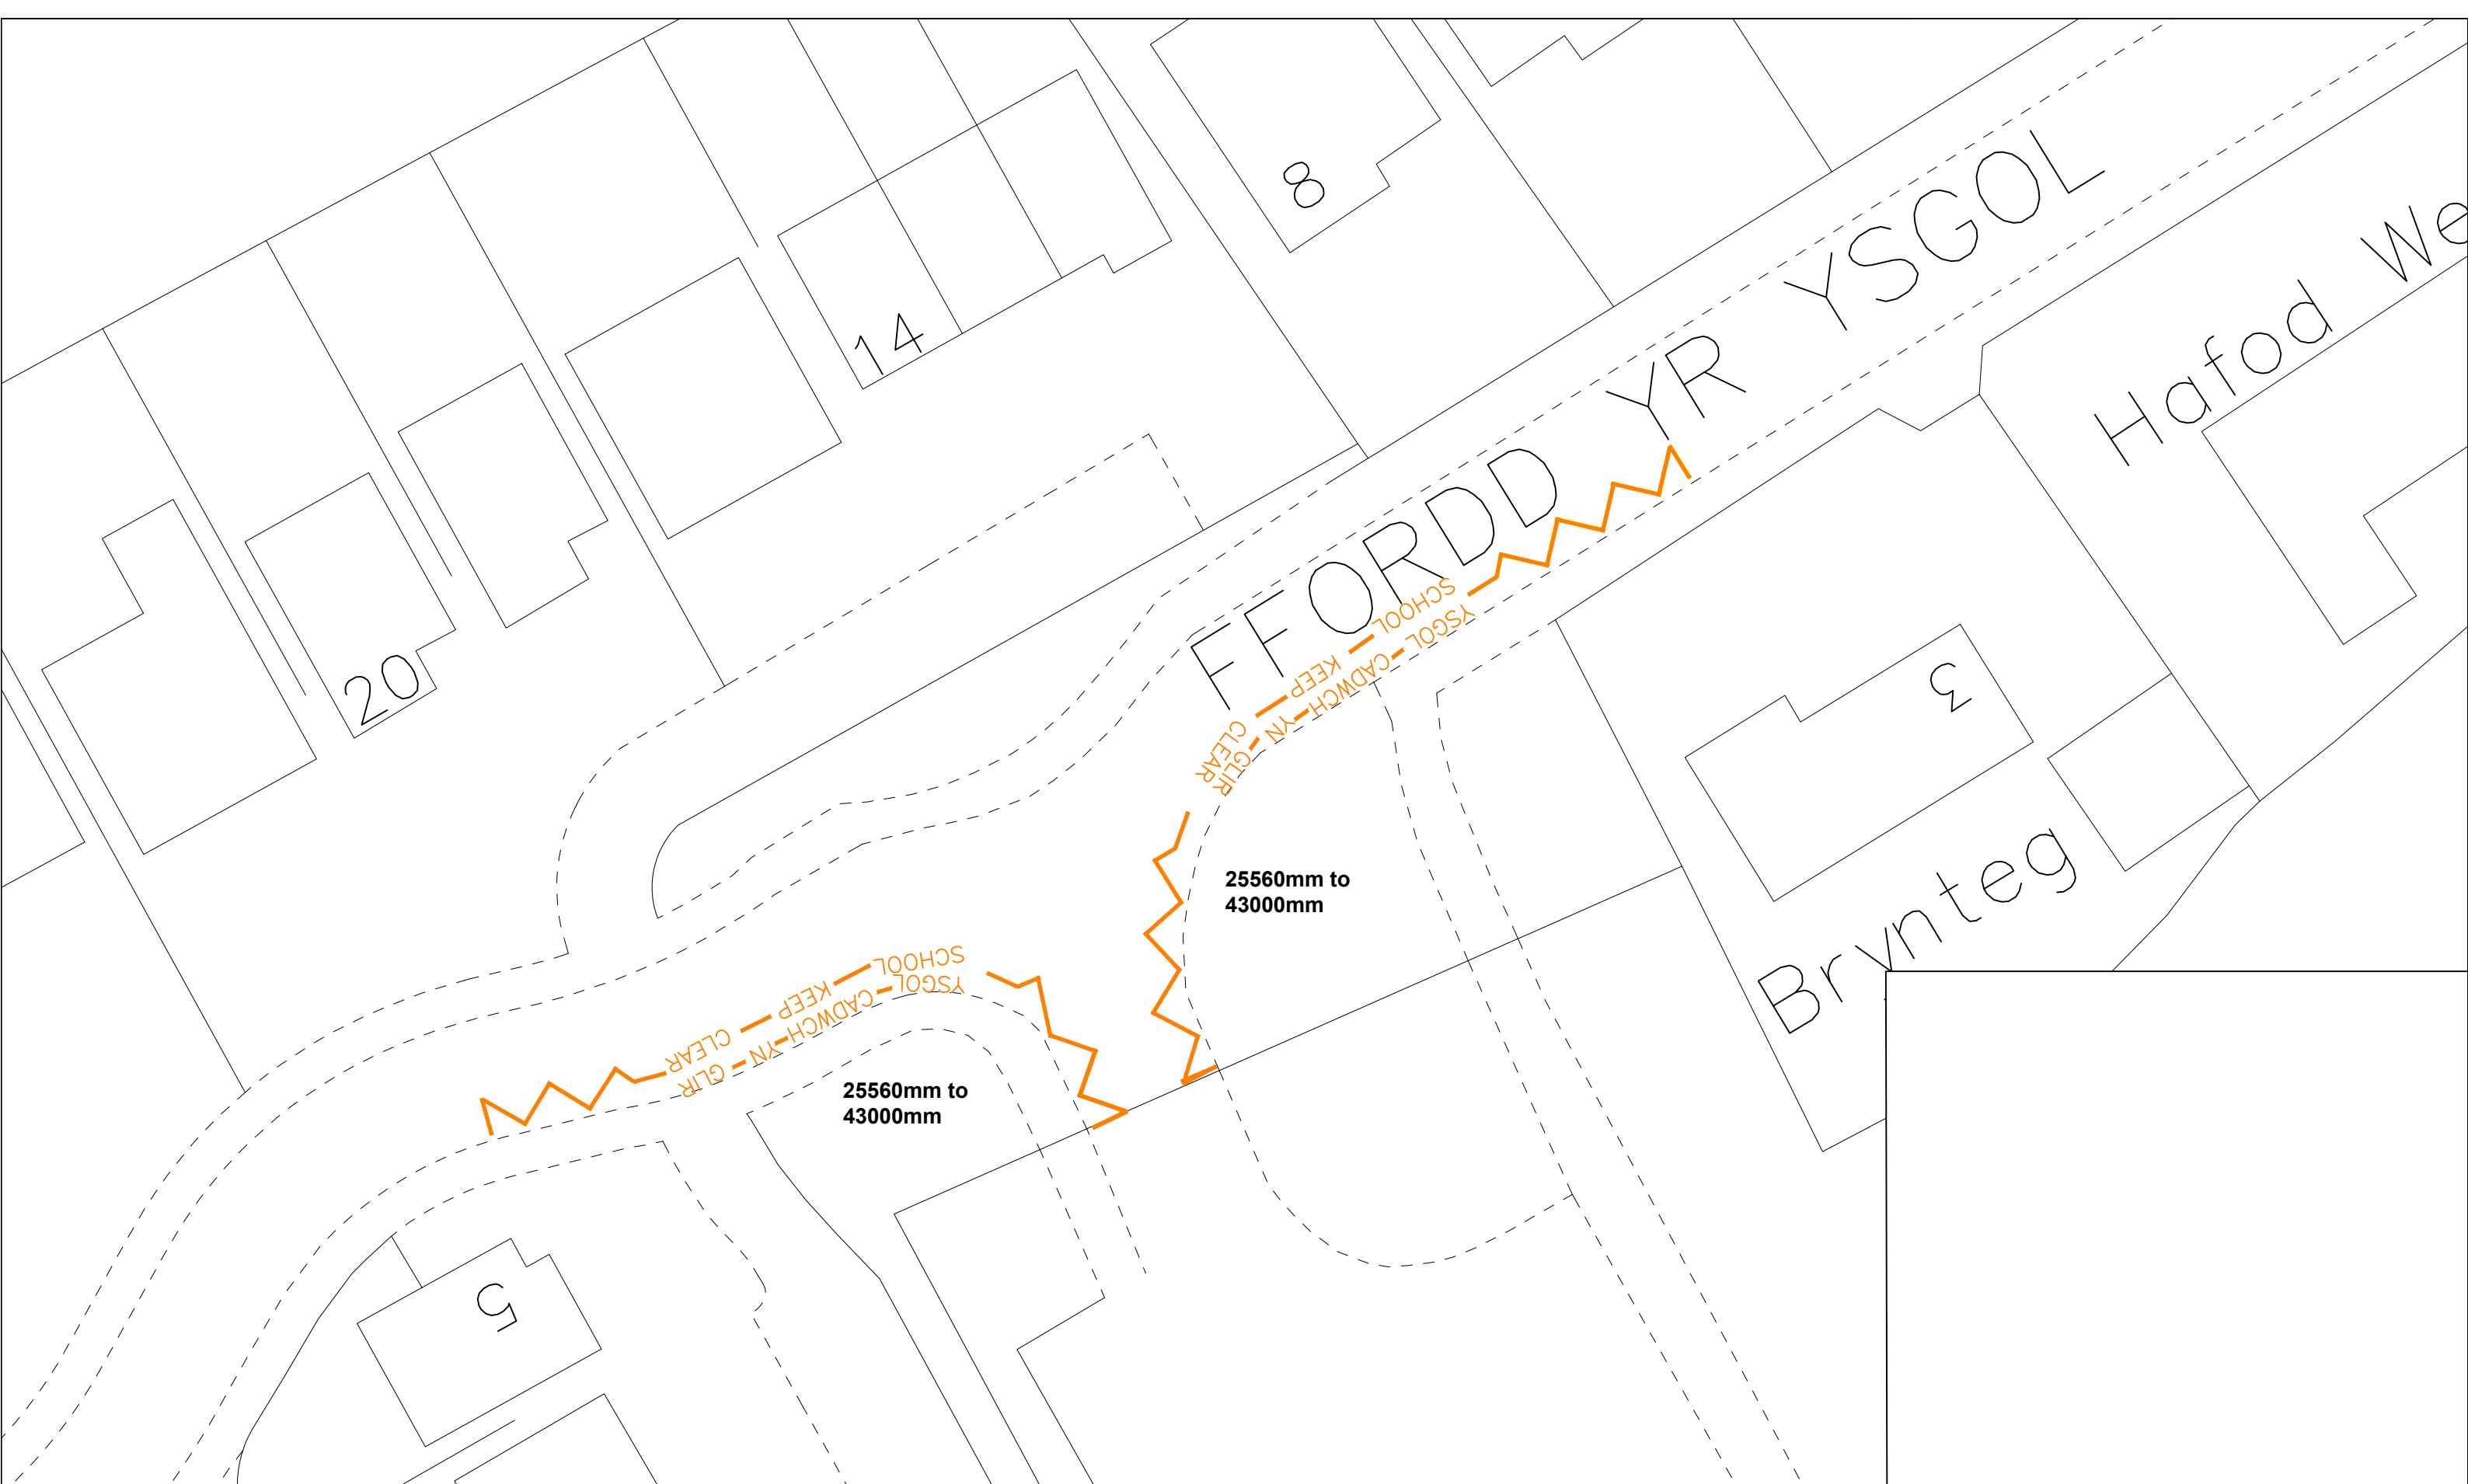 8
14
20
FFORDD YR YSGOL
Hafod We
SCHOOL
KEEP
CLEAR
YSGOL
CADWCH
YN
GLIR
3
Brynteg
25560mm to
43000mm
SCHOOL
KEEP
CLEAR
YSGOL
CADWCH
YN
GLIR
25560mm to
43000mm
5